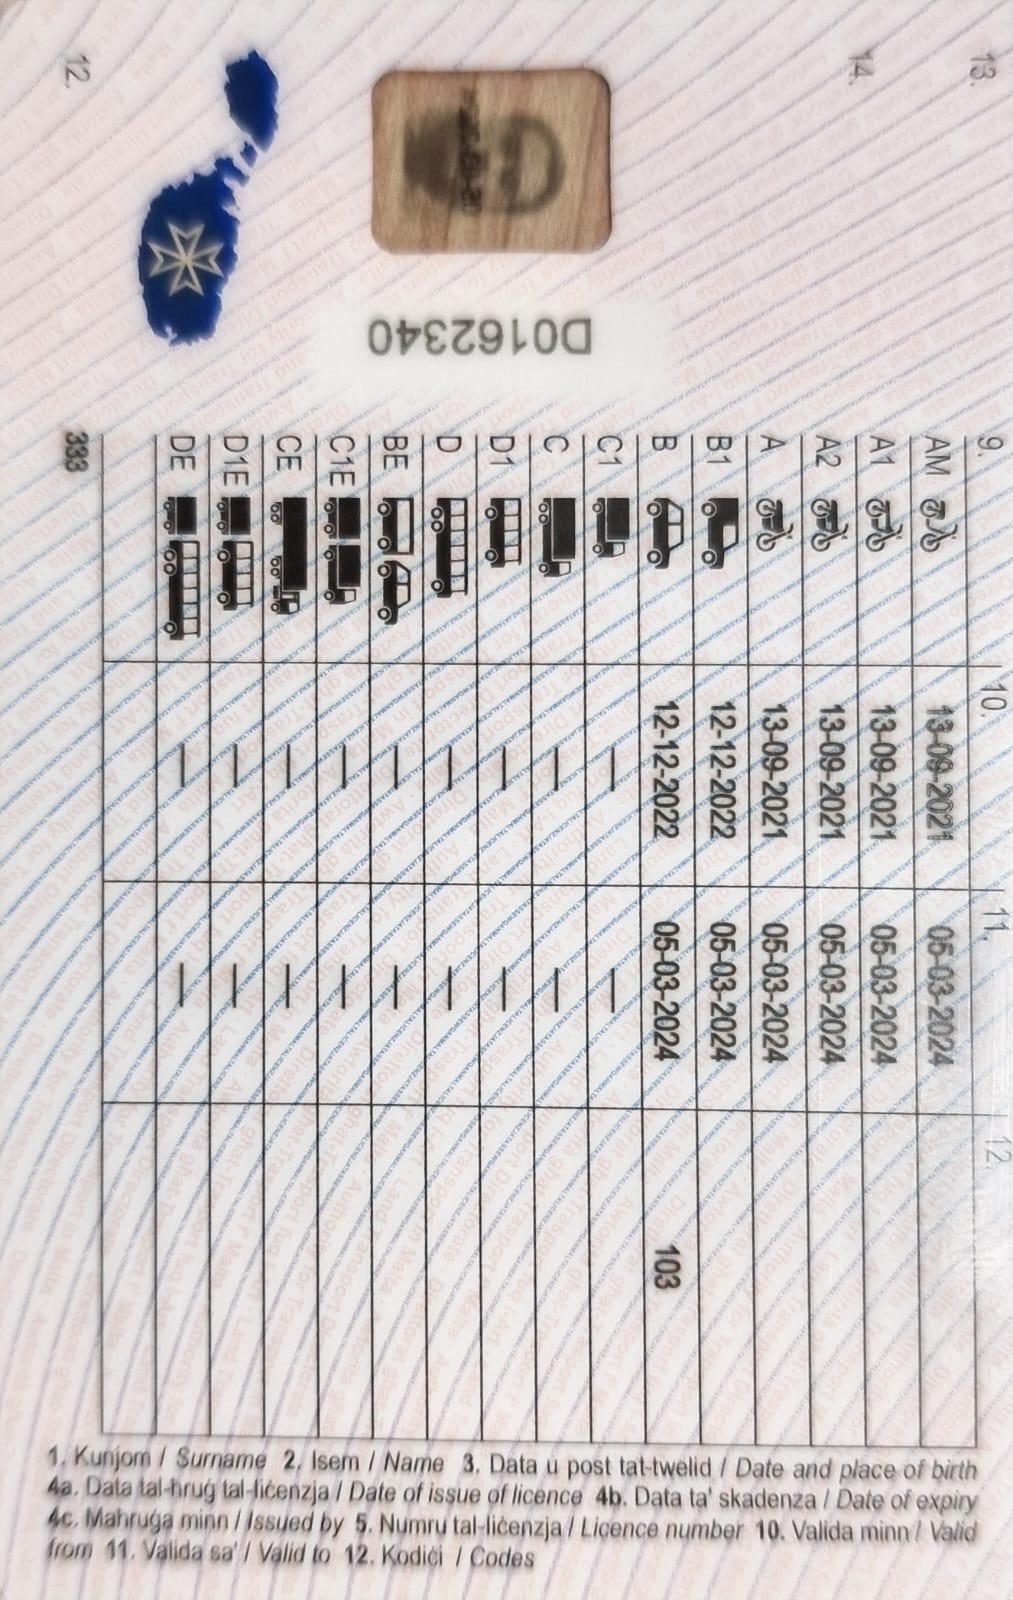 13.
14.
12.
D0162340
9. 10. 11. 12.
AM 13-09-2021 05-03-2024
A1 13-09-2021 05-03-2024
A2 13-09-2021 05-03-2024
A 13-09-2021 05-03-2024
B1 12-12-2022 05-03-2024
B 12-12-2022 05-03-2024 103
C1 — —
C — —
D1 — —
D — —
BE — —
C1E — —
CE — —
D1E — —
DE — —
333
1. Kunjom / Surname 2. Isem / Name 3. Data u post tat-twelid / Date and place of birth
4a. Data tal-ħruġ tal-liċenzja / Date of issue of licence 4b. Data ta' skadenza / Date of expiry
4c. Maħruġa minn / Issued by 5. Numru tal-liċenzja / Licence number 10. Valida minn / Valid
from 11. Valida sa' / Valid to 12. Kodiċi / Codes